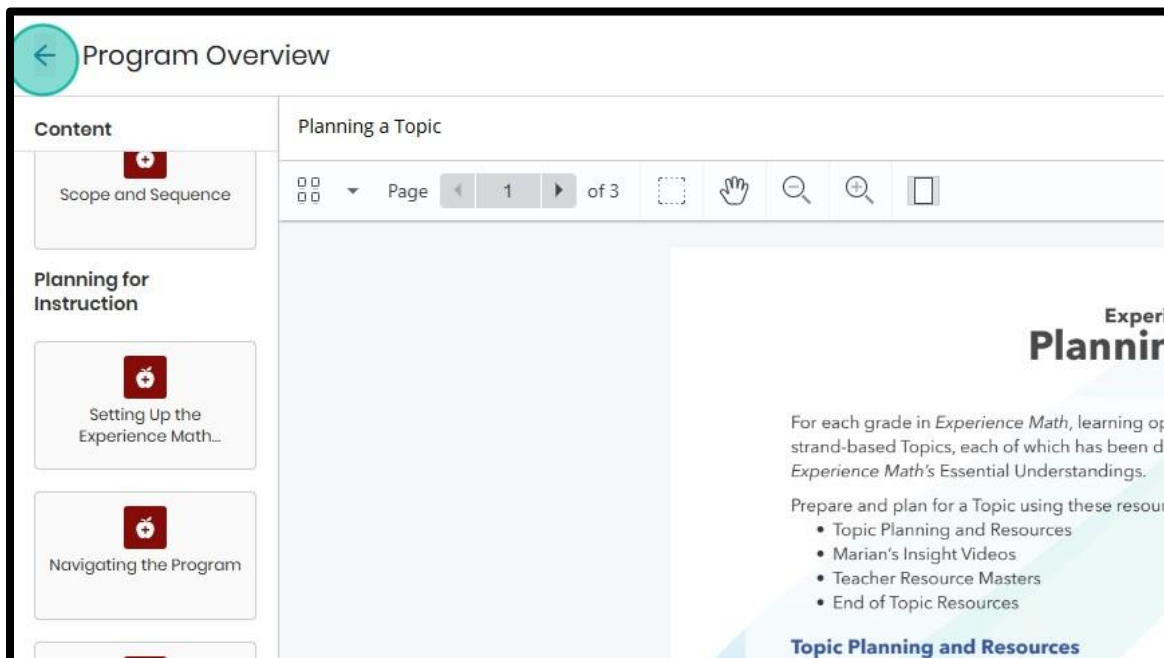 Program Overview
Content
Scope and Sequence
Planning for
Instruction
Setting Up the
Experience Math...
Navigating the Program
Planning a Topic
Page 1 of 3
For each grade in Experience Math, learning
strand-based Topics, each of which has been
Experience Math's Essential Understandings.
Prepare and plan for a Topic using these
• Topic Planning and Resources
• Marian's Insight Videos
• Teacher Resource Masters
• End of Topic Resources
Topic Planning and Resources